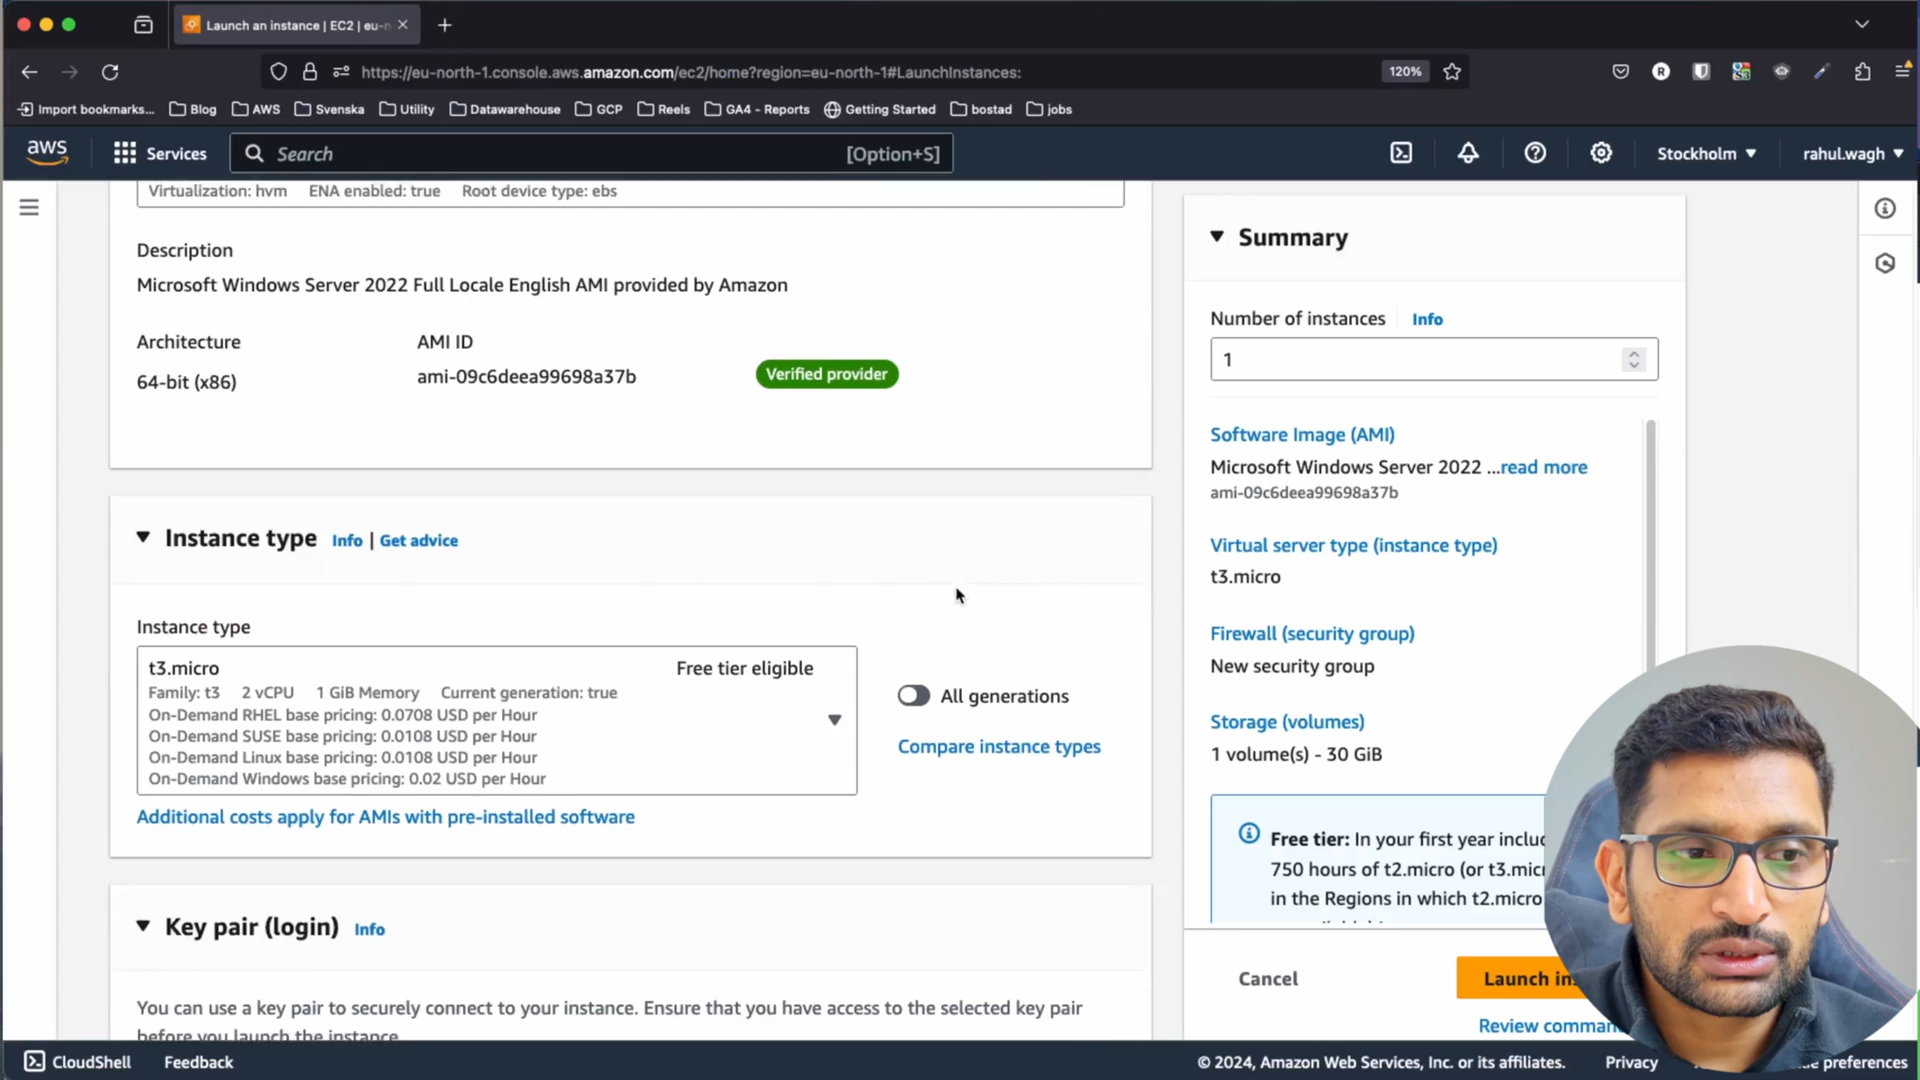 Launch an instance | EC2 | eu-n
https://eu-north-1.console.aws.amazon.com/ec2/home?region=eu-north-1#LaunchInstances:
120%
Import bookmarks...
Blog
AWS
Svenska
Utility
Datawarehouse
GCP
Reels
GA4 - Reports
Getting Started
bostad
jobs
aws
Services
Search
[Option+S]
Stockholm
rahul.wagh
Virtualization: hvm ENA enabled: true Root device type: ebs
Description
Microsoft Windows Server 2022 Full Locale English AMI provided by Amazon
Architecture
AMI ID
64-bit (x86)
ami-09c6deea99698a37b
Verified provider
Instance type
Info | Get advice
Instance type
t3.micro
Free tier eligible
Family: t3 2 vCPU 1 GiB Memory Current generation: true
On-Demand RHEL base pricing: 0.0708 USD per Hour
On-Demand SUSE base pricing: 0.0108 USD per Hour
On-Demand Linux base pricing: 0.0108 USD per Hour
On-Demand Windows base pricing: 0.02 USD per Hour
All generations
Compare instance types
Additional costs apply for AMIs with pre-installed software
Key pair (login)
Info
You can use a key pair to securely connect to your instance. Ensure that you have access to the selected key pair
before you launch the instance.
Summary
Number of instances
Info
1
Software Image (AMI)
Microsoft Windows Server 2022 ...read more
ami-09c6deea99698a37b
Virtual server type (instance type)
t3.micro
Firewall (security group)
New security group
Storage (volumes)
1 volume(s) - 30 GiB
Free tier: In your first year inclu
750 hours of t2.micro (or t3.mic
in the Regions in which t2.micro
Cancel
Launch in
Review comman
CloudShell
Feedback
© 2024, Amazon Web Services, Inc. or its affiliates.
Privacy
preferences